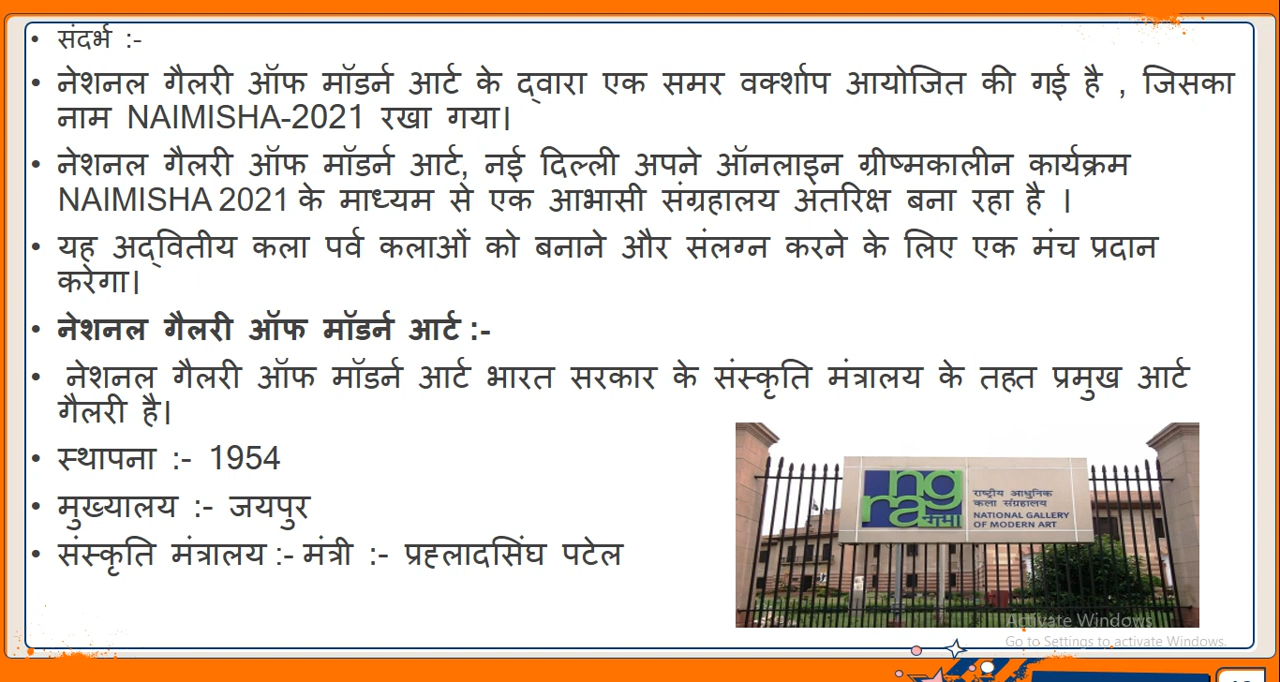 • संदर्भ :-
• नेशनल गैलरी ऑफ मॉडर्न आर्ट के द्वारा एक समर वर्क्शोप आयोजित की गई है , जिसका
नाम NAIMISHA-2021 रखा गया।
• नेशनल गैलरी ऑफ मॉडर्न आर्ट, नई दिल्ली अपने ऑनलाइन ग्रीष्मकालीन कार्यक्रम
NAIMISHA 2021 के माध्यम से एक आभासी संग्रहालय अंतरिक्ष बना रहा है ।
• यह अद्वितीय कला पर्व कलाओं को बनाने और संलग्न करने के लिए एक मंच प्रदान
करेगा।
• नेशनल गैलरी ऑफ मॉडर्न आर्ट :-
• नेशनल गैलरी ऑफ मॉडर्न आर्ट भारत सरकार के संस्कृति मंत्रालय के तहत प्रमुख आर्ट
गैलरी है।
• स्थापना :- 1954
• मुख्यालय :- जयपुर
• संस्कृति मंत्रालय :- मंत्री :- प्रह्लादसिंघ पटेल
ng
ra नेगमा
राष्ट्रीय आधुनिक
कला संग्रहालय
NATIONAL GALLERY
OF MODERN ART
Activate Windows
Go to Settings to activate Windows.